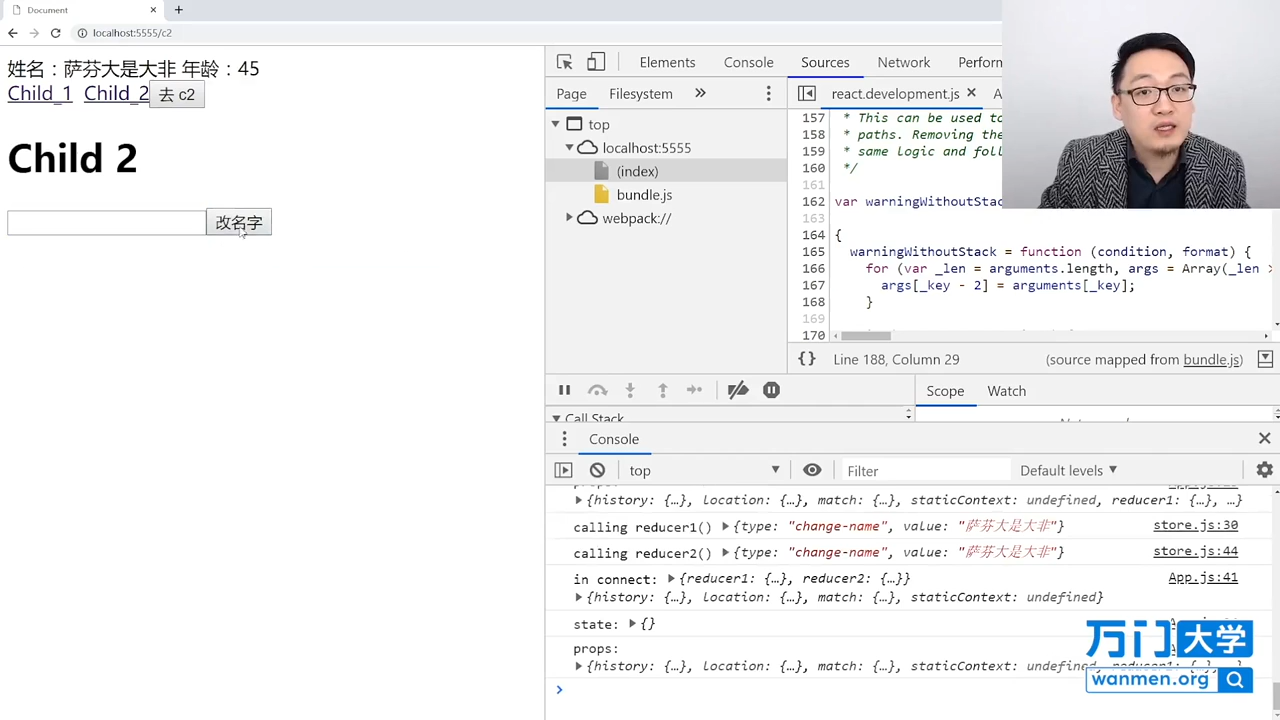 Document
localhost:5555/c2
姓名：萨芬大是大非 年龄：45
Child_1 Child_2 去 c2
Child 2
改名字
Elements Console Sources Network Perform
Page Filesystem » react.development.js
top
localhost:5555
(index)
bundle.js
webpack://
157 * This can be used to
158 * paths. Removing the
159 * same logic and foll
160 */
161
162 var warningWithoutStac
163
164 {
165 warningWithoutStack = function (condition, format) {
166 for (var _len = arguments.length, args = Array(_len >
167 args[_key - 2] = arguments[_key];
168 }
169
170
{} Line 188, Column 29 (source mapped from bundle.js)
Scope Watch
Call Stack
Console
top Filter Default levels
{history: {…}, location: {…}, match: {…}, staticContext: undefined, reducer1: {…}, …}
calling reducer1() {type: "change-name", value: "萨芬大是大非"} store.js:30
calling reducer2() {type: "change-name", value: "萨芬大是大非"} store.js:44
in connect: {reducer1: {…}, reducer2: {…}} App.js:41
{history: {…}, location: {…}, match: {…}, staticContext: undefined}
state: {}
props:
{history: {…}, location: {…}, match: {…}, staticContext: undefined, reducer1: {…}, …}
万门大学
wanmen.org